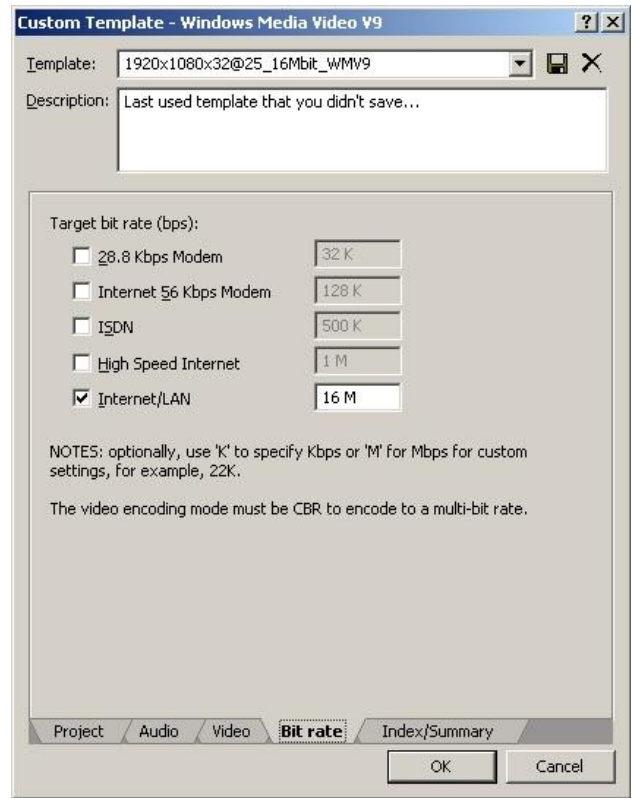 Custom Template - Windows Media Video V9
Template: 1920x1080x32@25_16Mbit_WMV9
Description: Last used template that you didn't save...
Target bit rate (bps):
28.8 Kbps Modem 32 K
Internet 56 Kbps Modem 128 K
ISDN 500 K
High Speed Internet 1 M
Internet/LAN 16 M
NOTES: optionally, use 'K' to specify Kbps or 'M' for Mbps for custom
settings, for example, 22K.
The video encoding mode must be CBR to encode to a multi-bit rate.
Project Audio Video Bit rate Index/Summary
OK Cancel